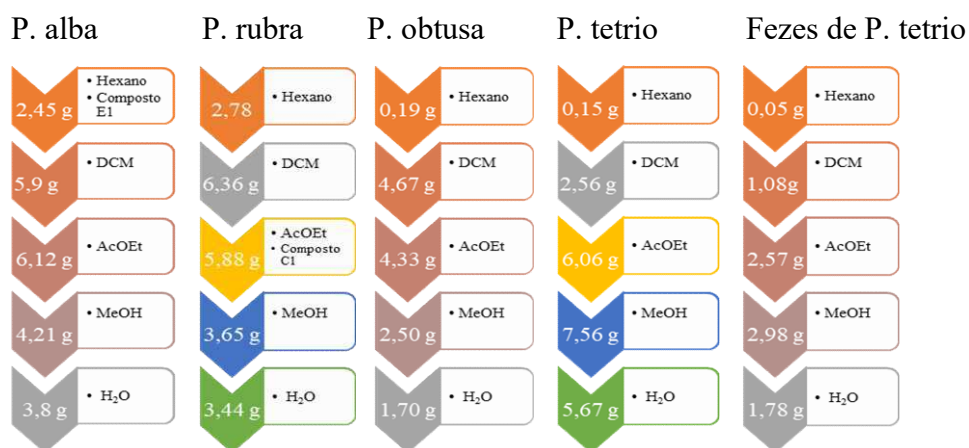 P. alba
2,45 g
• Hexano
• Composto
E1
5,9 g
• DCM
6,12 g
• AcOEt
4,21 g
• MeOH
3,8 g
• H₂O
P. rubra
2,78
• Hexano
6,36 g
• DCM
5,88 g
• AcOEt
• Composto
C1
3,65 g
• MeOH
3,44 g
• H₂O
P. obtusa
0,19 g
• Hexano
4,67 g
• DCM
4,33 g
• AcOEt
2,50 g
• MeOH
1,70 g
• H₂O
P. tetrio
0,15 g
• Hexano
2,56 g
• DCM
6,06 g
• AcOEt
7,56 g
• MeOH
5,67 g
• H₂O
Fezes de P. tetrio
0,05 g
• Hexano
1,08g
• DCM
2,57 g
• AcOEt
2,98 g
• MeOH
1,78 g
• H₂O